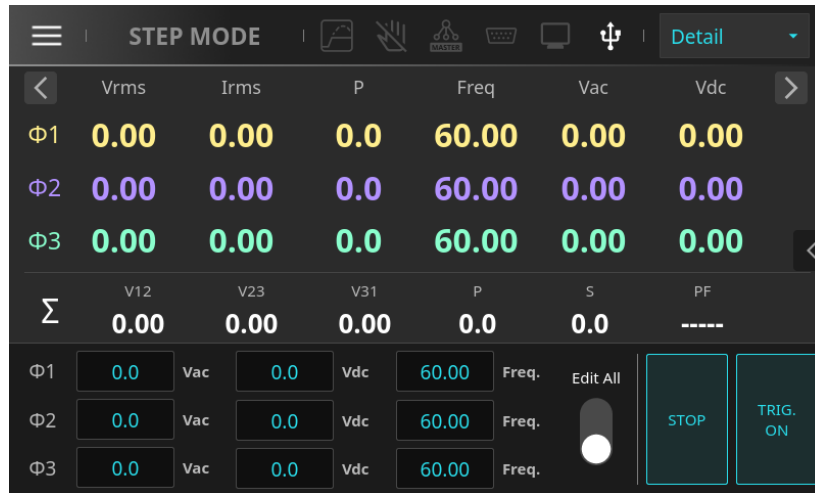 STEP MODE MASTER Detail
Vrms Irms P Freq Vac Vdc
Φ1 0.00 0.00 0.0 60.00 0.00 0.00
Φ2 0.00 0.00 0.0 60.00 0.00 0.00
Φ3 0.00 0.00 0.0 60.00 0.00 0.00
V12 V23 V31 P S PF
Σ 0.00 0.00 0.00 0.0 0.0 -----
Φ1 0.0 Vac 0.0 Vdc 60.00 Freq. Edit All
Φ2 0.0 Vac 0.0 Vdc 60.00 Freq. STOP TRIG. ON
Φ3 0.0 Vac 0.0 Vdc 60.00 Freq.